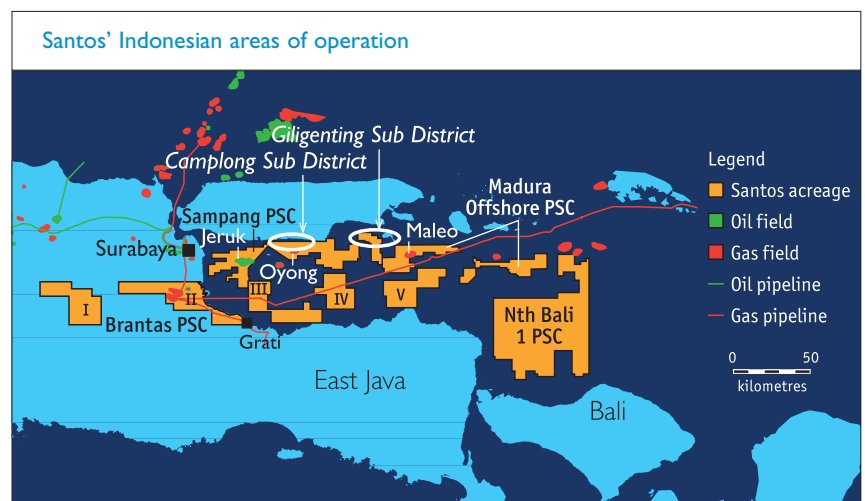 Santos' Indonesian areas of operation
Giligenting Sub District
Camplong Sub District
Madura
Offshore PSC
Sampang PSC
Maleo
Jeruk
Surabaya
Oyong
I
II
III
IV
V
Brantas PSC
Grati
Nth Bali
1 PSC
East Java
Bali
Legend
Santos acreage
Oil field
Gas field
Oil pipeline
Gas pipeline
0 50
kilometres